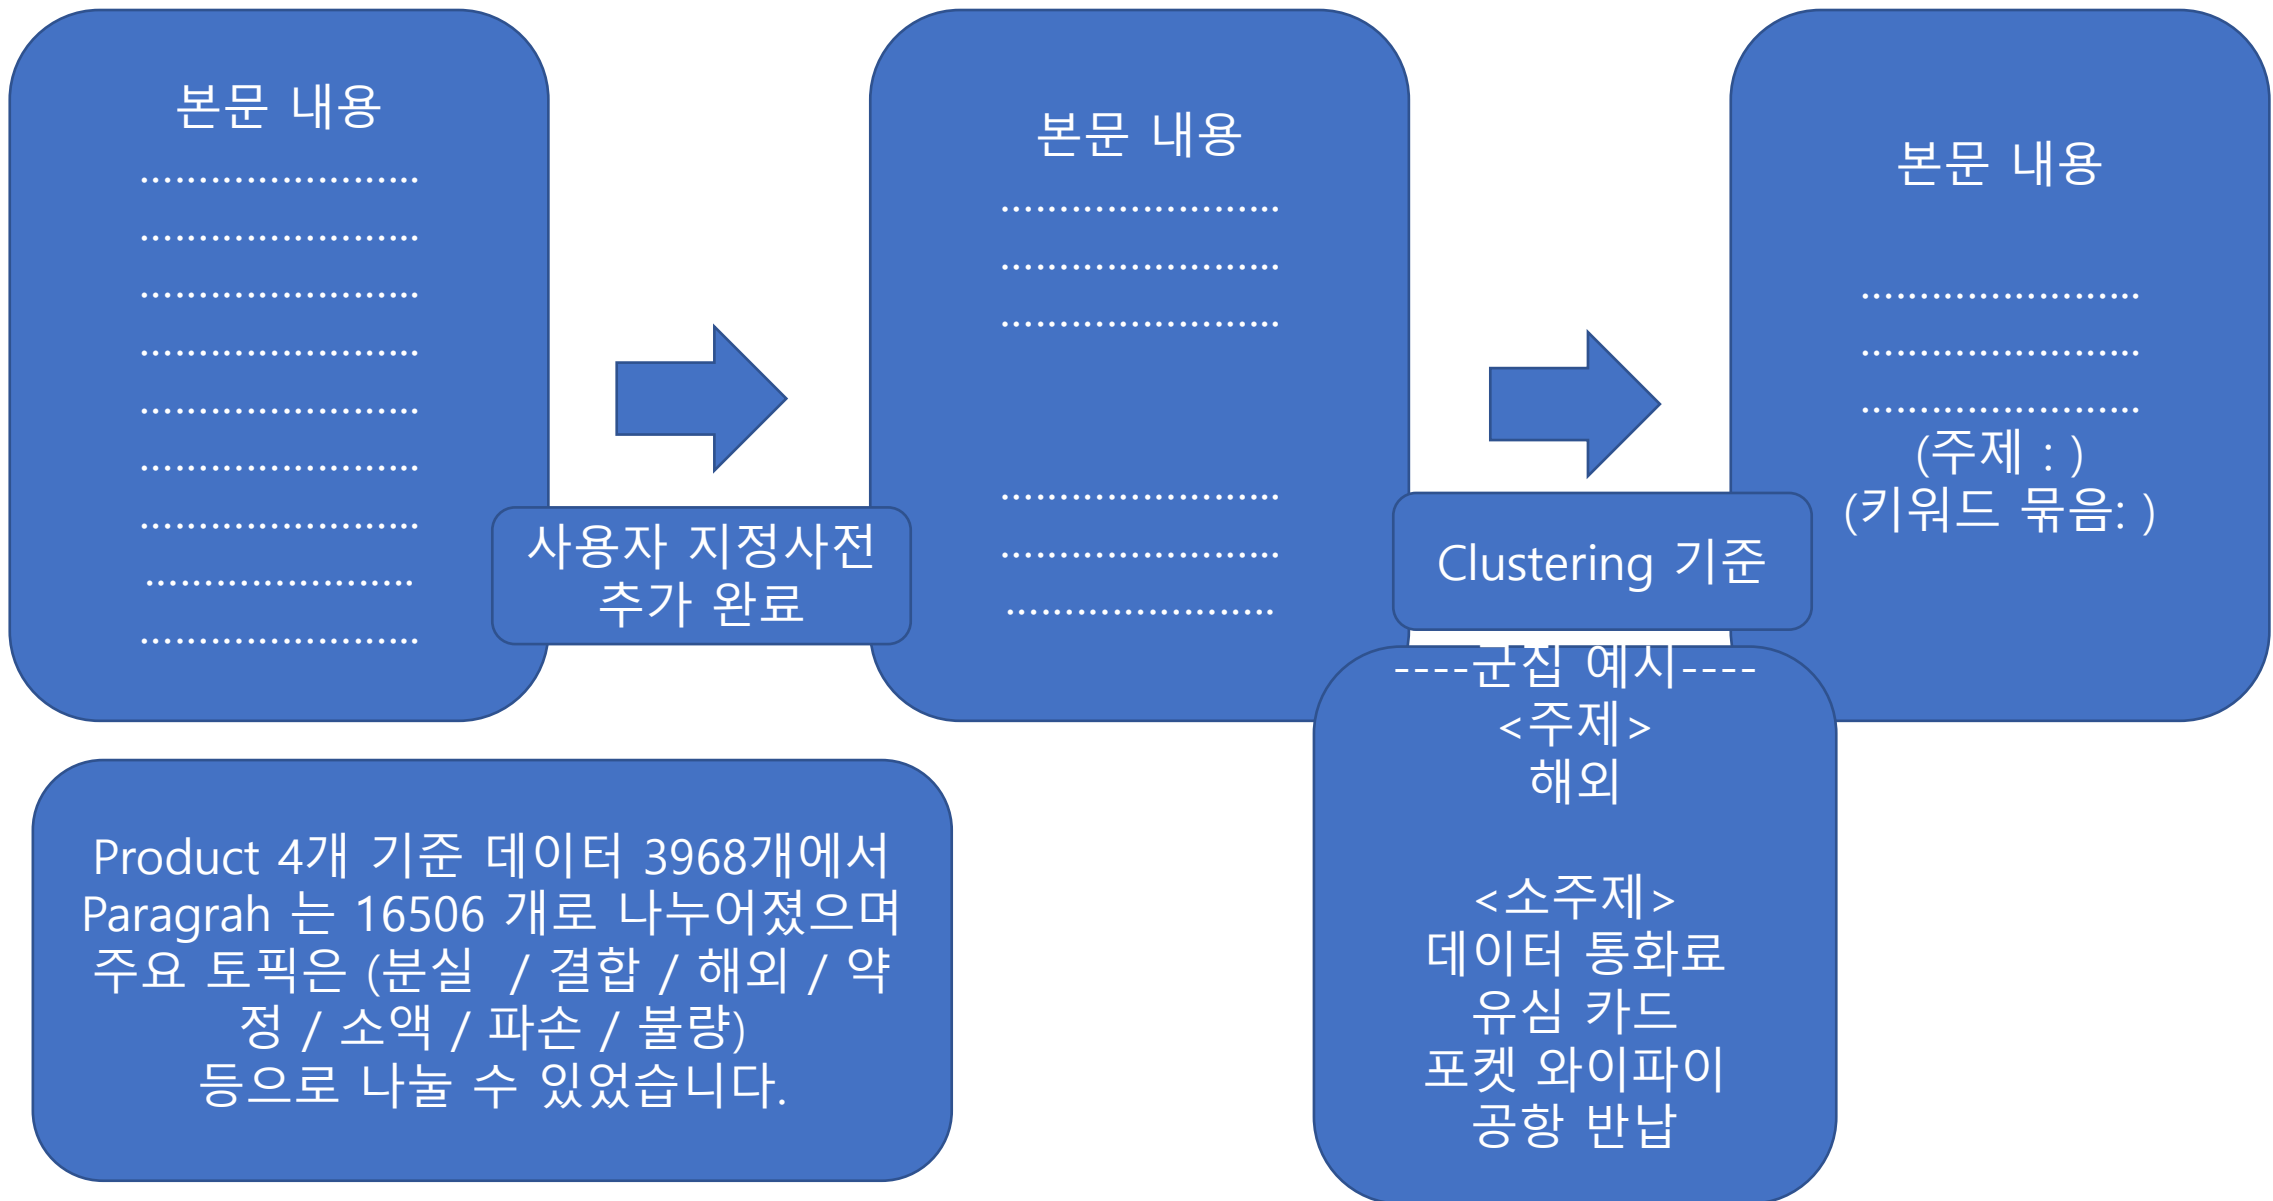 본문 내용
........................
........................
........................
........................
........................
........................
........................
.......................
........................
사용자 지정사전
추가 완료
본문 내용
........................
........................
........................
........................
........................
.......................
Clustering 기준
본문 내용
........................
........................
........................
(주제 : )
(키워드 묶음: )
----군집 예시----
<주제>
해외
<소주제>
데이터 통화료
유심 카드
포켓 와이파이
공항 반납
Product 4개 기준 데이터 3968개에서
Paragrah 는 16506 개로 나누어졌으며
주요 토픽은 (분실  / 결합 / 해외 / 약
정 / 소액 / 파손 / 불량)
등으로 나눌 수 있었습니다.